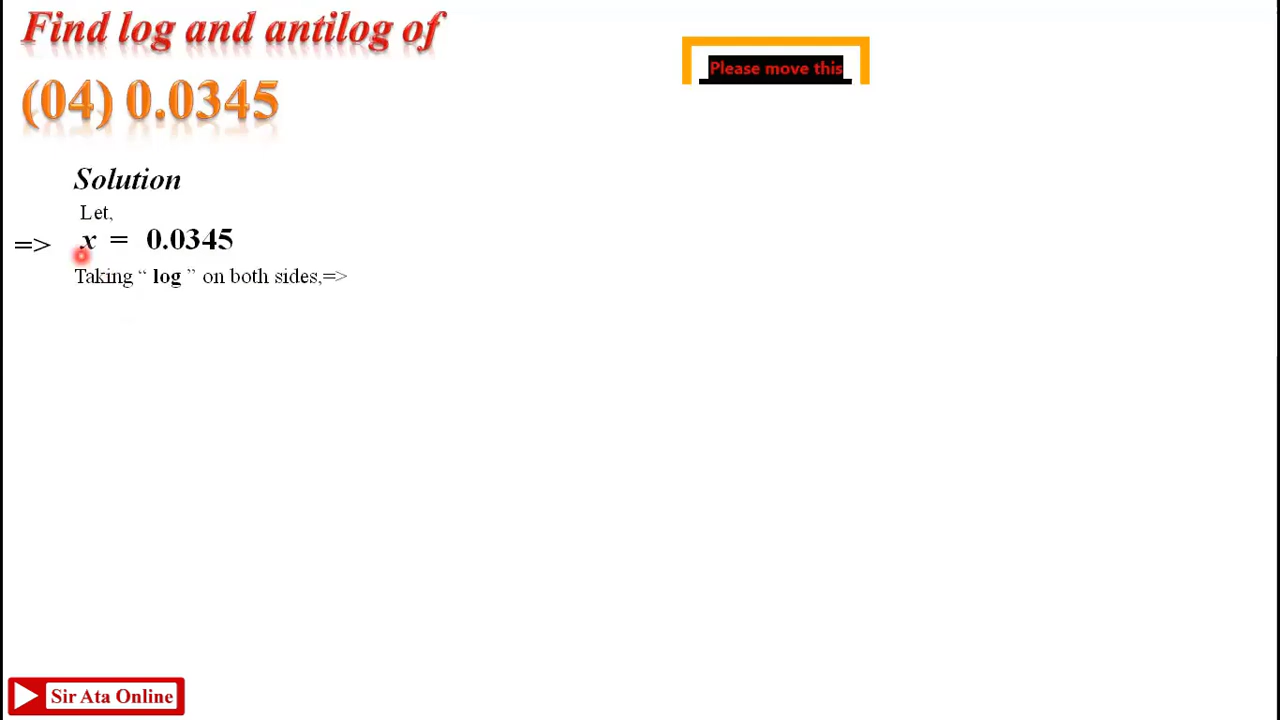 Find log and antilog of
(04) 0.0345
Please move this
Solution
Let,
=> x = 0.0345
Taking “ log ” on both sides,=>
Sir Ata Online